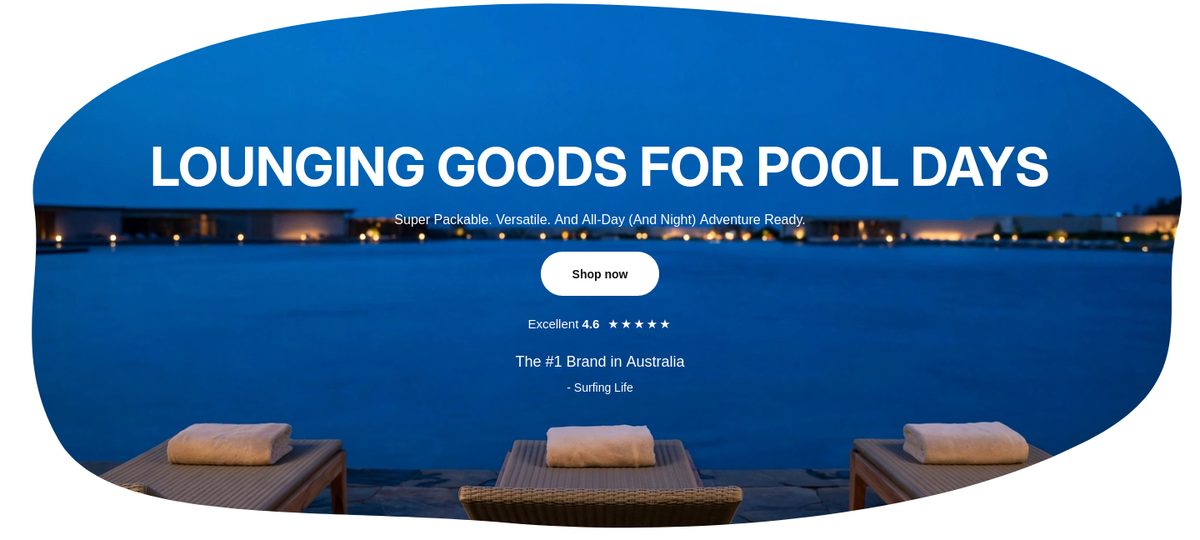 LOUNGING GOODS FOR POOL DAYS
Super Packable. Versatile. And All-Day (And Night) Adventure Ready.
Shop now
Excellent 4.6 ★★★★★
The #1 Brand in Australia
- Surfing Life